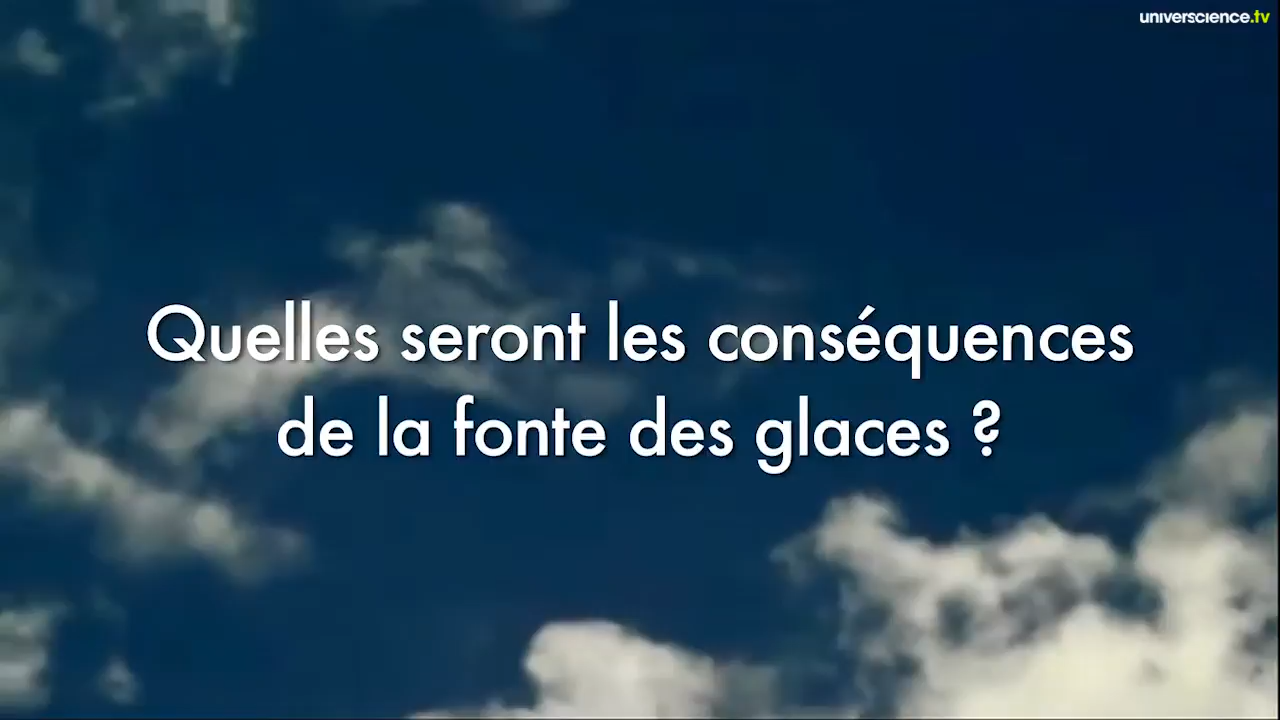 universcience.tv
Quelles seront les conséquences
de la fonte des glaces ?